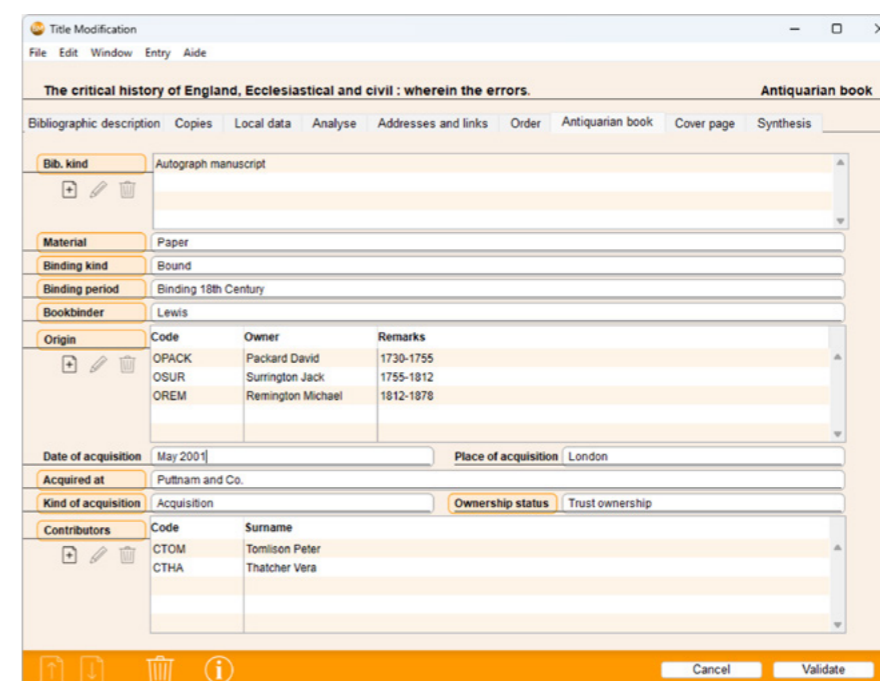 Title Modification
File Edit Window Entry Aide
The critical history of England, Ecclesiastical and civil : wherein the errors. Antiquarian book
Bibliographic description Copies Local data Analyse Addresses and links Order Antiquarian book Cover page Synthesis
Bib. kind Autograph manuscript
Material Paper
Binding kind Bound
Binding period Binding 18th Century
Bookbinder Lewis
Origin Code Owner Remarks
OPACK Packard David 1730-1755
OSUR Surrington Jack 1755-1812
OREM Remington Michael 1812-1878
Date of acquisition May 2001 Place of acquisition London
Acquired at Puttnam and Co.
Kind of acquisition Acquisition Ownership status Trust ownership
Contributors Code Surname
CTOM Tomlison Peter
CTHA Thatcher Vera
Cancel Validate